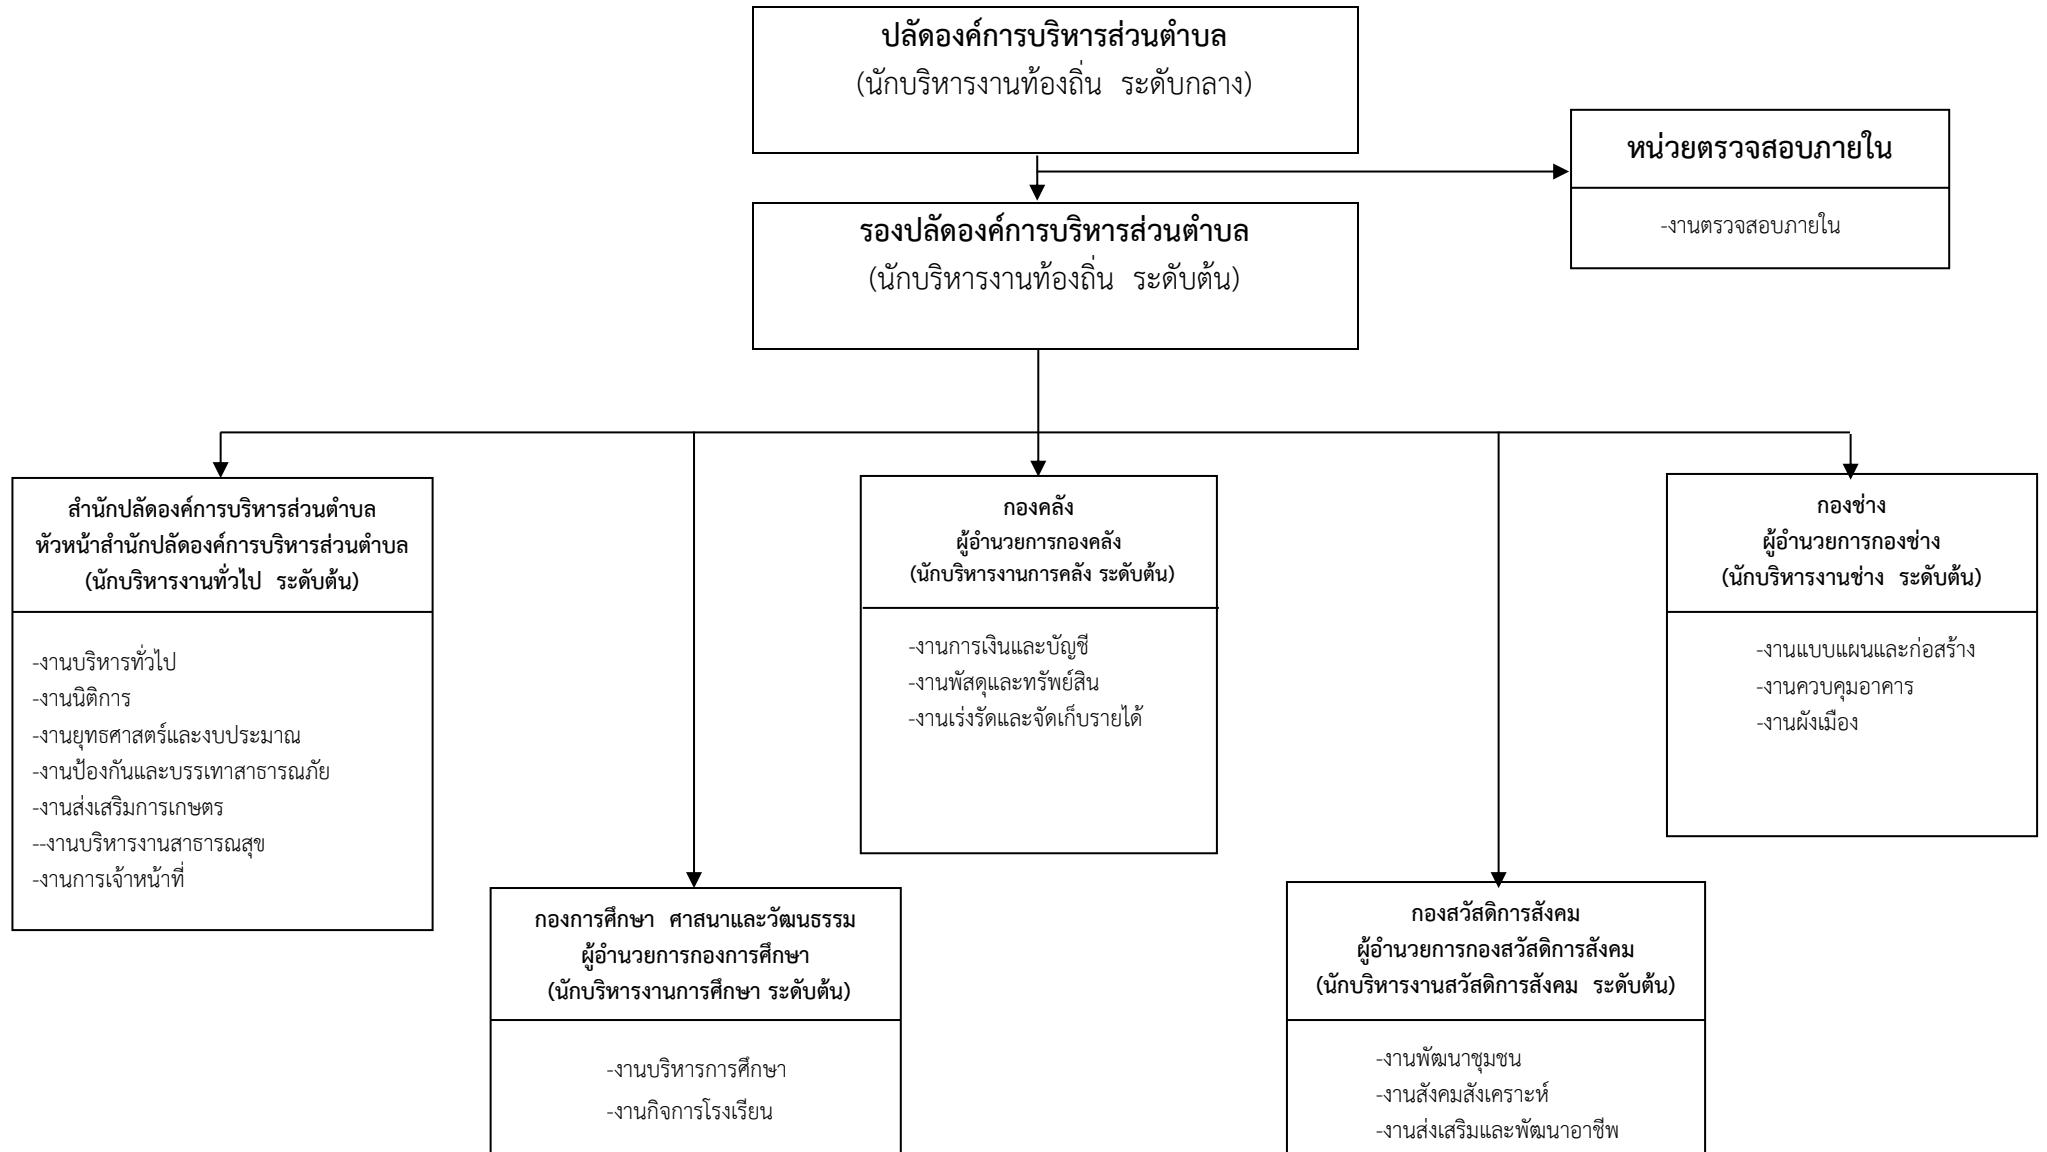 ปลัดองค์การบริหารส่วนตำบล
(นักบริหารงานท้องถิ่น ระดับกลาง)
หน่วยตรวจสอบภายใน
-งานตรวจสอบภายใน
รองปลัดองค์การบริหารส่วนตำบล
(นักบริหารงานท้องถิ่น ระดับต้น)
สำนักปลัดองค์การบริหารส่วนตำบล
หัวหน้าสำนักปลัดองค์การบริหารส่วนตำบล
(นักบริหารงานทั่วไป ระดับต้น)
-งานบริหารทั่วไป
-งานนิติการ
-งานยุทธศาสตร์และงบประมาณ
-งานป้องกันและบรรเทาสาธารณภัย
-งานส่งเสริมการเกษตร
--งานบริหารงานสาธารณสุข
-งานการเจ้าหน้าที่
กองคลัง
ผู้อำนวยการกองคลัง
(นักบริหารงานการคลัง ระดับต้น)
-งานการเงินและบัญชี
-งานพัสดุและทรัพย์สิน
-งานเร่งรัดและจัดเก็บรายได้
กองช่าง
ผู้อำนวยการกองช่าง
(นักบริหารงานช่าง ระดับต้น)
-งานแบบแผนและก่อสร้าง
-งานควบคุมอาคาร
-งานผังเมือง
กองการศึกษา ศาสนาและวัฒนธรรม
ผู้อำนวยการกองการศึกษา
(นักบริหารงานการศึกษา ระดับต้น)
-งานบริหารการศึกษา
-งานกิจการโรงเรียน
กองสวัสดิการสังคม
ผู้อำนวยการกองสวัสดิการสังคม
(นักบริหารงานสวัสดิการสังคม ระดับต้น)
-งานพัฒนาชุมชน
-งานสังคมสังเคราะห์
-งานส่งเสริมและพัฒนาอาชีพ